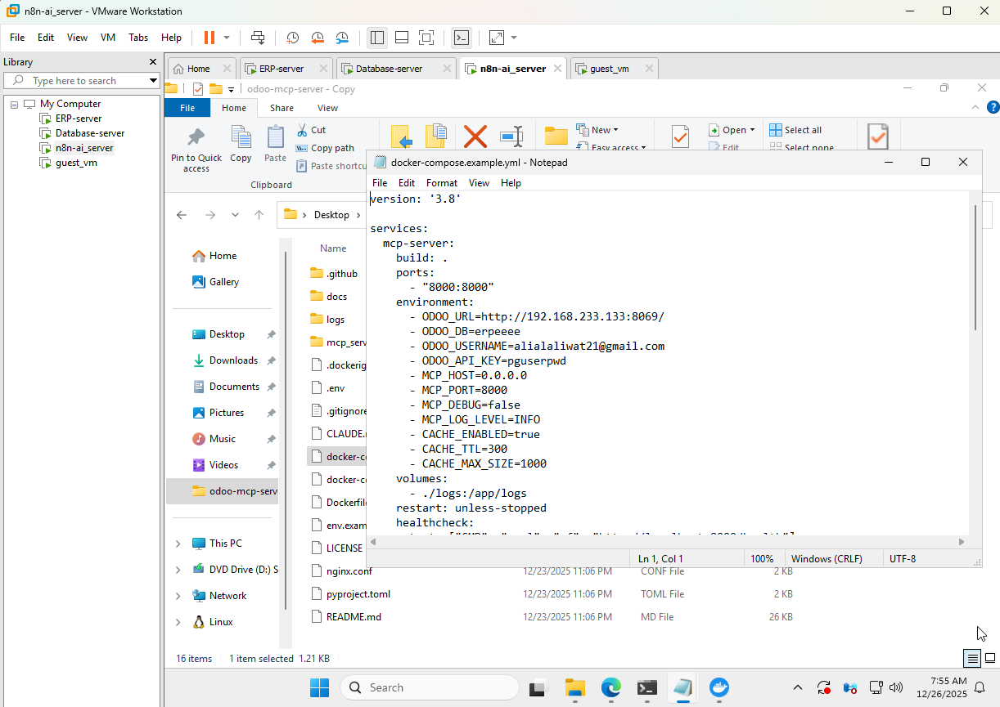 n8n-ai_server - VMware Workstation
File Edit View VM Tabs Help
Library
Type here to search
My Computer
ERP-server
Database-server
n8n-ai_server
guest_vm
Home ERP-server Database-server n8n-ai_server guest_vm
odoo-mcp-server - Copy
File Home Share View
Pin to Quick access
Copy
Paste
Cut
Copy path
Paste shortcu
New
Easy access
Open
Edit
Select all
Select none
Clipboard
Desktop
Home
Gallery
Desktop
Downloads
Documents
Pictures
Music
Videos
odoo-mcp-serv
This PC
DVD Drive (D:) S
Network
Linux
Name
.github
docs
logs
mcp_serv
.dockerig
.env
.gitignore
CLAUDE.
docker-co
docker-co
Dockerfile
env.exam
LICENSE
nginx.conf 12/23/2025 11:06 PM CONF File 2 KB
pyproject.toml 12/23/2025 11:06 PM TOML File 2 KB
README.md 12/23/2025 11:06 PM MD File 26 KB
docker-compose.example.yml - Notepad
File Edit Format View Help
version: '3.8'
services:
mcp-server:
build: .
ports:
- "8000:8000"
environment:
- ODOO_URL=http://192.168.233.133:8069/
- ODOO_DB=erpeeee
- ODOO_USERNAME=alialaliwat21@gmail.com
- ODOO_API_KEY=pguserpwd
- MCP_HOST=0.0.0.0
- MCP_PORT=8000
- MCP_DEBUG=false
- MCP_LOG_LEVEL=INFO
- CACHE_ENABLED=true
- CACHE_TTL=300
- CACHE_MAX_SIZE=1000
volumes:
- ./logs:/app/logs
restart: unless-stopped
healthcheck:
Ln 1, Col 1 100% Windows (CRLF) UTF-8
16 items 1 item selected 1.21 KB
Search
7:55 AM
12/26/2025